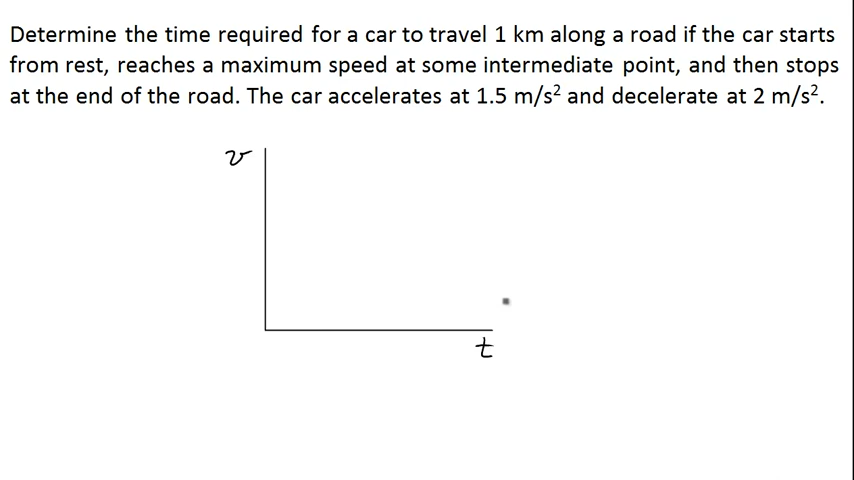 Determine the time required for a car to travel 1 km along a road if the car starts
from rest, reaches a maximum speed at some intermediate point, and then stops
at the end of the road. The car accelerates at 1.5 m/s² and decelerate at 2 m/s².
v
t